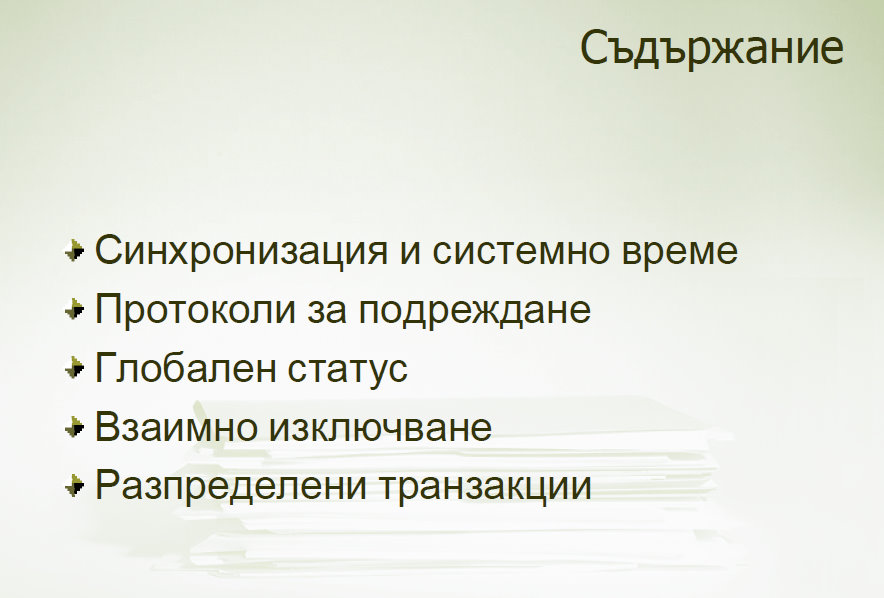 Съдържание
Синхронизация и системно време
Протоколи за подреждане
Глобален статус
Взаимно изключване
Разпределени транзакции